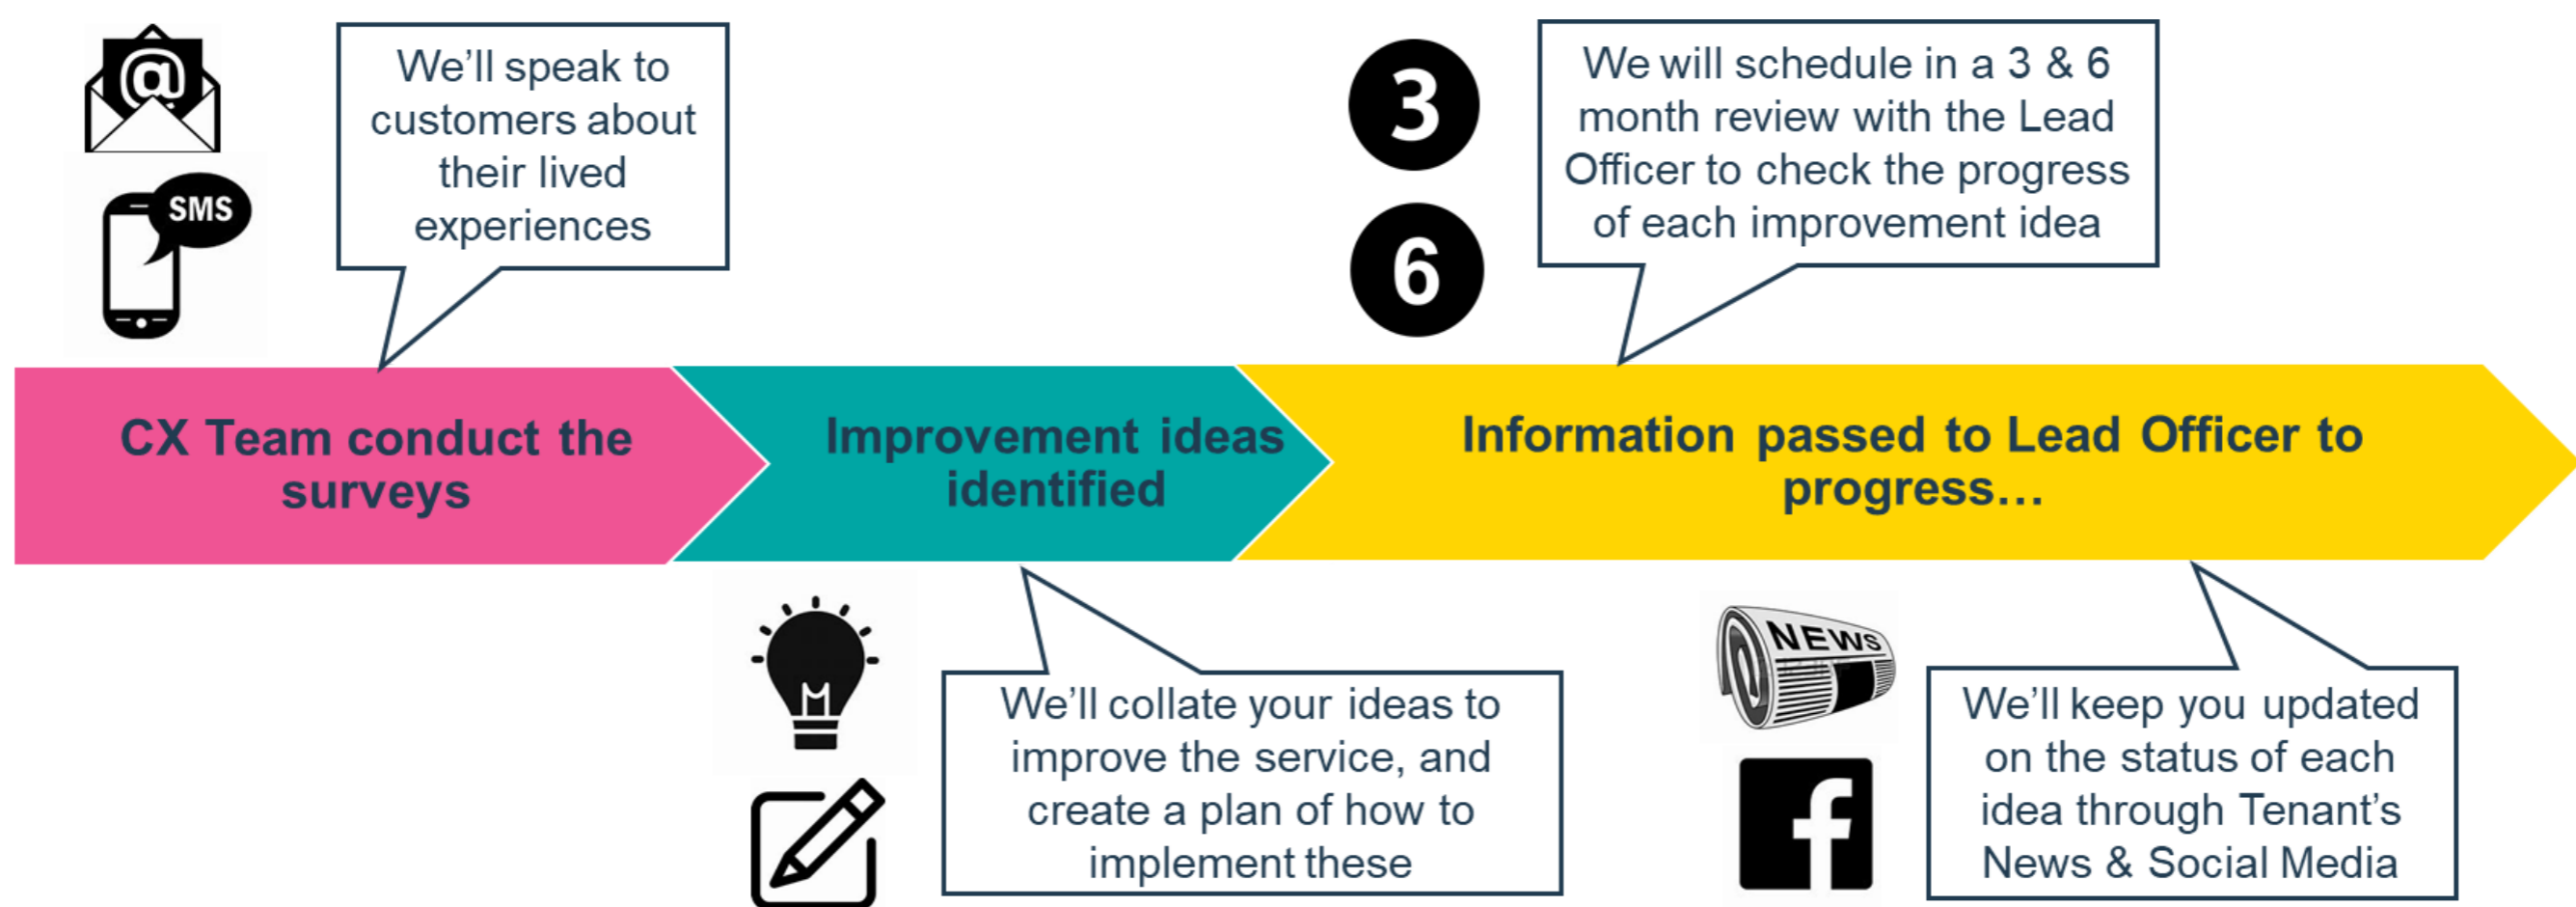 @
SMS
We'll speak to
customers about
their lived
experiences
3
6
We will schedule in a 3 & 6
month review with the Lead
Officer to check the progress
of each improvement idea
CX Team conduct the
surveys
Improvement ideas
identified
Information passed to Lead Officer to
progress...
We'll collate your ideas to
improve the service, and
create a plan of how to
implement these
NEWS
f
We'll keep you updated
on the status of each
idea through Tenant's
News & Social Media